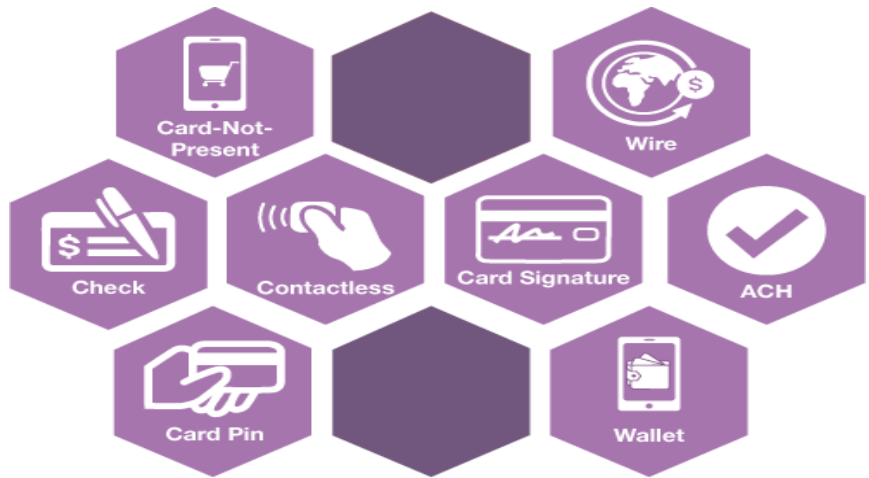 Card-Not-
Present
$
Wire
$
Check
Contactless
Card Signature
ACH
Card Pin
Wallet